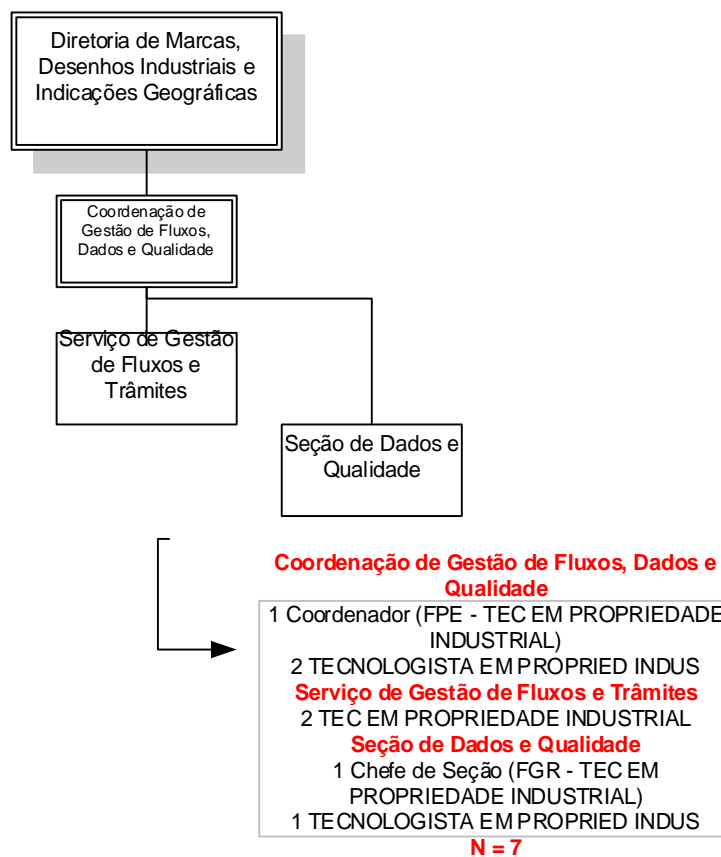 Diretoria de Marcas,
Desenhos Industriais e
Indicações Geográficas
Coordenação de
Gestão de Fluxos,
Dados e Qualidade
Serviço de Gestão
de Fluxos e
Trâmites
Seção de Dados e
Qualidade
Coordenação de Gestão de Fluxos, Dados e
Qualidade
1 Coordenador (FPE - TEC EM PROPRIEDADE
INDUSTRIAL)
2 TECNOLOGISTA EM PROPRIED INDUS
Serviço de Gestão de Fluxos e Trâmites
2 TEC EM PROPRIEDADE INDUSTRIAL
Seção de Dados e Qualidade
1 Chefe de Seção (FGR - TEC EM
PROPRIEDADE INDUSTRIAL)
1 TECNOLOGISTA EM PROPRIED INDUS
N = 7